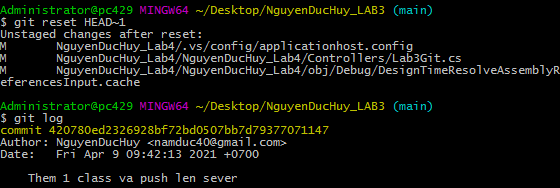 Administrator@pc429 MINGW64 ~/Desktop/NguyenDucHuy_LAB3 (main)
$ git reset HEAD~1
Unstaged changes after reset:
M       NguyenDucHuy_Lab4/.vs/config/applicationhost.config
M       NguyenDucHuy_Lab4/NguyenDucHuy_Lab4/Controllers/Lab3Git.cs
M       NguyenDucHuy_Lab4/NguyenDucHuy_Lab4/obj/Debug/DesignTimeResolveAssemblyR
eferencesInput.cache
Administrator@pc429 MINGW64 ~/Desktop/NguyenDucHuy_LAB3 (main)
$ git log
commit 420780ed2326928bf72bd0507bb7d79377071147
Author: NguyenDucHuy <namduc40@gmail.com>
Date:   Fri Apr 9 09:42:13 2021 +0700
    Them 1 class va push len sever